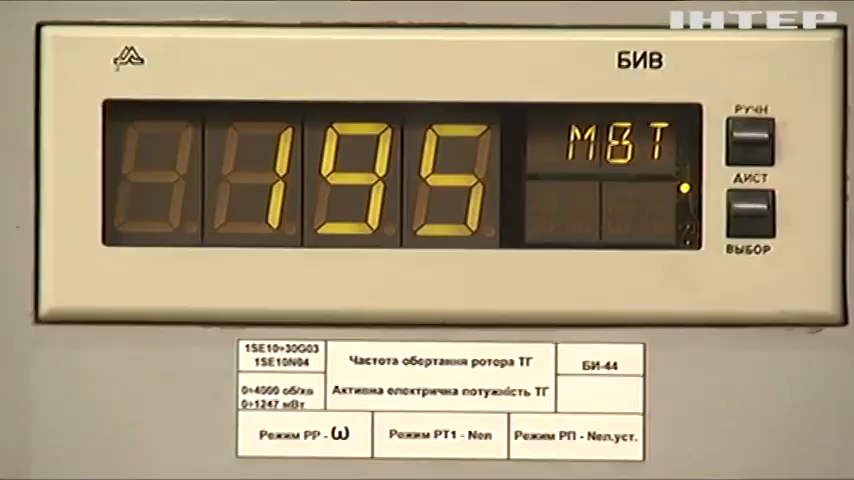 ІНТЕР
БИВ
195
МВТ
РУЧН
ДИСТ
ВЫБОР
1SE10÷30G03
1SE10N04
Частота обертання ротора ТГ
БИ-44
0÷4000 об/хв
0÷1247 мВт
Активна електрична потужність ТГ
Режим РР - ω
Режим РТ1 - Nел
Режим РП - Nел.уст.